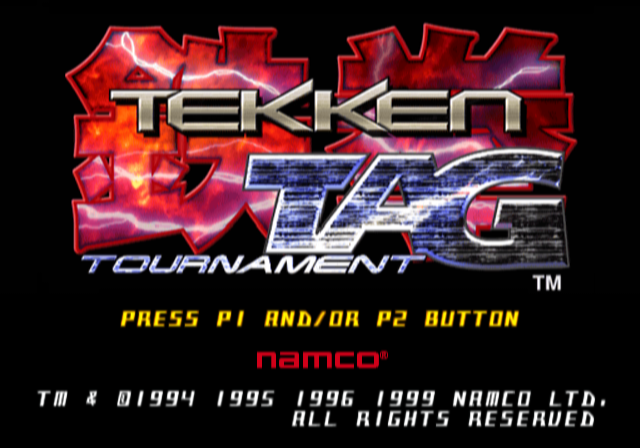 鉄拳
TEKKEN
TAG
TOURNAMENT
TM
PRESS P1 AND/OR P2 BUTTON
namco®
TM & ©1994 1995 1996 1999 NAMCO LTD.
ALL RIGHTS RESERVED